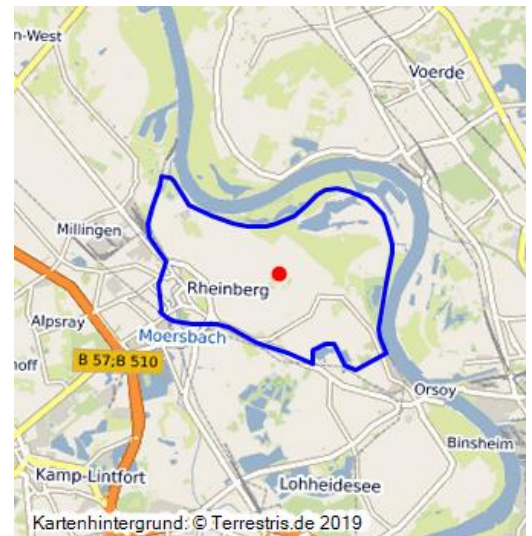 n-West
Voerde
Millingen
Rheinberg
Alpsray
Moersbach
B 57;B 510
hoff
Orsoy
Binsheim
Kamp-Lintfort
Lohheidesee
Kartenhintergrund: © Terrestris.de 2019